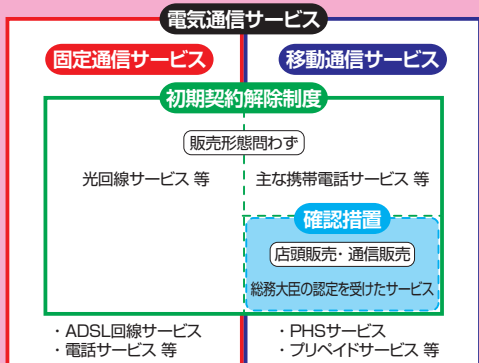 電気通信サービス
固定通信サービス
移動通信サービス
初期契約解除制度
販売形態問わず
光回線サービス 等
主な携帯電話サービス 等
確認措置
店頭販売・通信販売
総務大臣の認定を受けたサービス
・ADSL回線サービス
・電話サービス 等
・PHSサービス
・プリペイドサービス 等